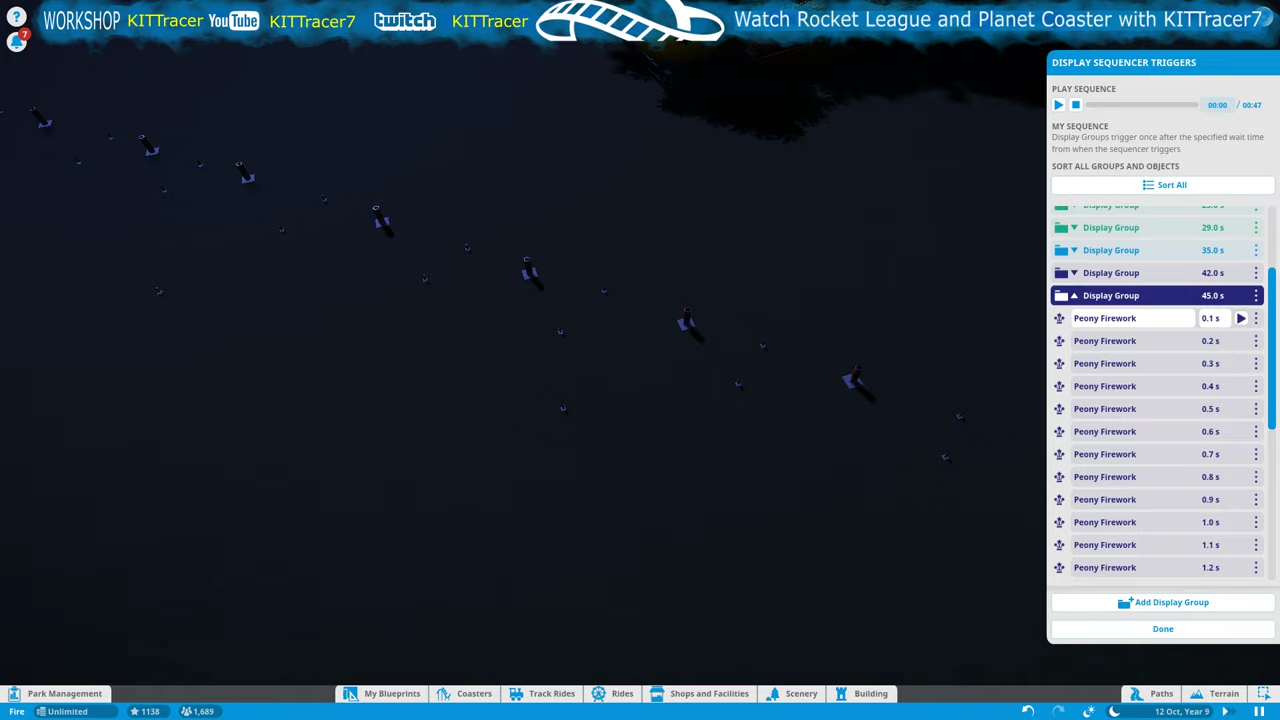 WORKSHOP KITTracer YouTube KITTracer7 twitch KITTracer Watch Rocket League and Planet Coaster with KITTracer7
?
7
DISPLAY SEQUENCER TRIGGERS
PLAY SEQUENCE
00:00 / 00:47
MY SEQUENCE
Display Groups trigger once after the specified wait time
from when the sequencer triggers
SORT ALL GROUPS AND OBJECTS
Sort All
Display Group
Display Group 29.0 s
Display Group 35.0 s
Display Group 42.0 s
Display Group 45.0 s
Peony Firework 0.1 s
Peony Firework 0.2 s
Peony Firework 0.3 s
Peony Firework 0.4 s
Peony Firework 0.5 s
Peony Firework 0.6 s
Peony Firework 0.7 s
Peony Firework 0.8 s
Peony Firework 0.9 s
Peony Firework 1.0 s
Peony Firework 1.1 s
Peony Firework 1.2 s
Add Display Group
Done
Park Management My Blueprints Coasters Track Rides Rides Shops and Facilities Scenery Building Paths Terrain
Fire Unlimited 1138 1,689 12 Oct, Year 9